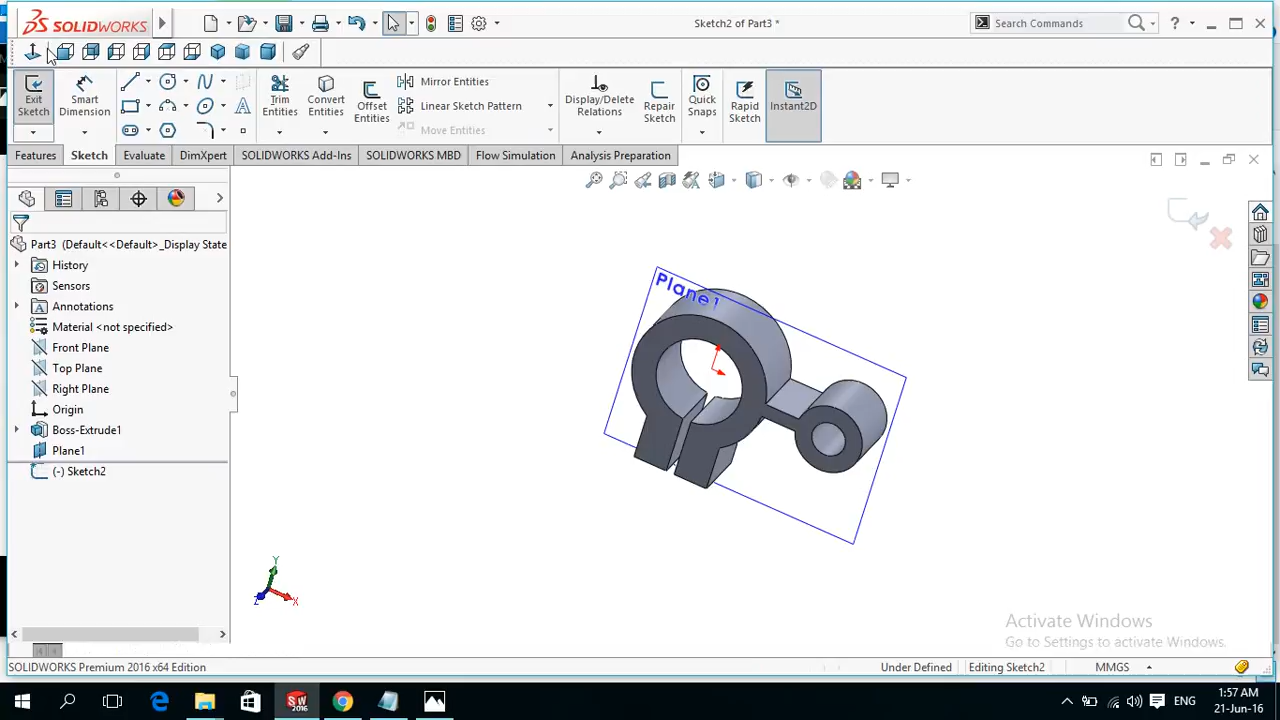 SOLIDWORKS
Sketch2 of Part3 *
Search Commands
Exit Sketch
Smart Dimension
Trim Entities
Convert Entities
Offset Entities
Mirror Entities
Linear Sketch Pattern
Move Entities
Display/Delete Relations
Repair Sketch
Quick Snaps
Rapid Sketch
Instant2D
Features
Sketch
Evaluate
DimXpert
SOLIDWORKS Add-Ins
SOLIDWORKS MBD
Flow Simulation
Analysis Preparation
Part3 (Default<<Default>_Display State
History
Sensors
Annotations
Material <not specified>
Front Plane
Top Plane
Right Plane
Origin
Boss-Extrude1
Plane1
(-) Sketch2
Plane1
Y
X
Z
Activate Windows
Go to Settings to activate Windows.
SOLIDWORKS Premium 2016 x64 Edition
Under Defined
Editing Sketch2
MMGS
SW
2016
ENG
1:57 AM
21-Jun-16